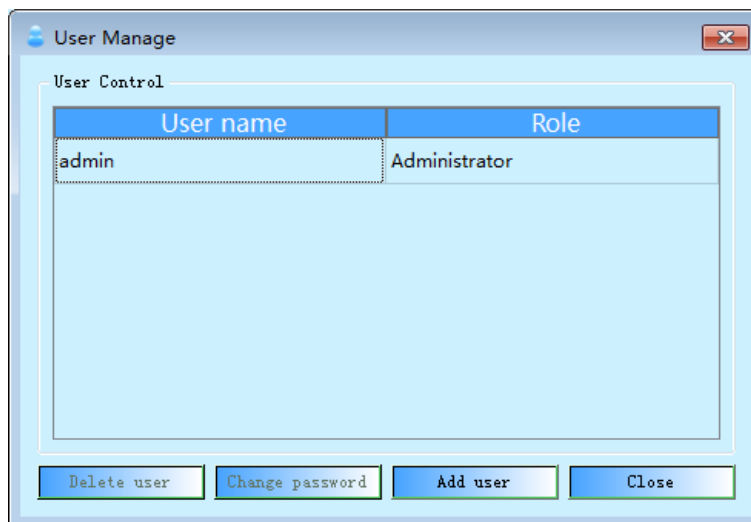 User Manage
User Control
User name Role
admin Administrator
Delete user Change password Add user Close